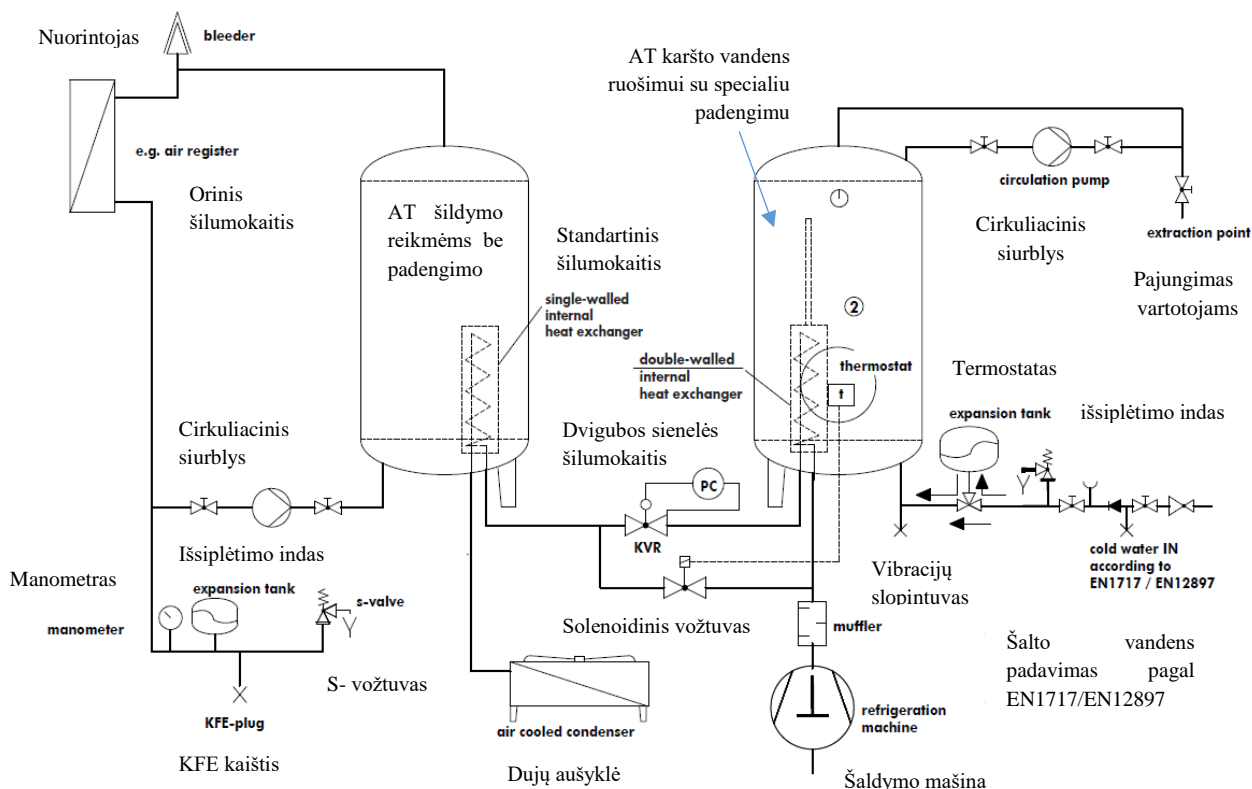 Nuorintojas
bleeder
e.g. air register
Orinis
šilumokaitis
AT šildymo
reikmėms be
padengimo
Standartinis
šilumokaitis
single-walled
internal
heat exchanger
AT karšto vandens
ruošimui su specialiu
padengimu
circulation pump
Cirkuliacinis
siurblys
extraction point
Pajungimas
vartotojams
2
double-walled
internal
heat exchanger
thermostat
t
Termostatas
expansion tank
išsiplėtimo indas
Dvigubos sienelės
šilumokaitis
PC
KVR
Cirkuliacinis
siurblys
Išsiplėtimo indas
Manometras
expansion tank
manometer
s-valve
S- vožtuvas
KFE-plug
KFE kaištis
Solenoidinis vožtuvas
air cooled condenser
Dujų aušyklė
Vibracijų
slopintuvas
muffler
refrigeration
machine
Šaldymo mašina
cold water IN
according to
EN1717 / EN12897
Šalto vandens
padavimas pagal
EN1717/EN12897